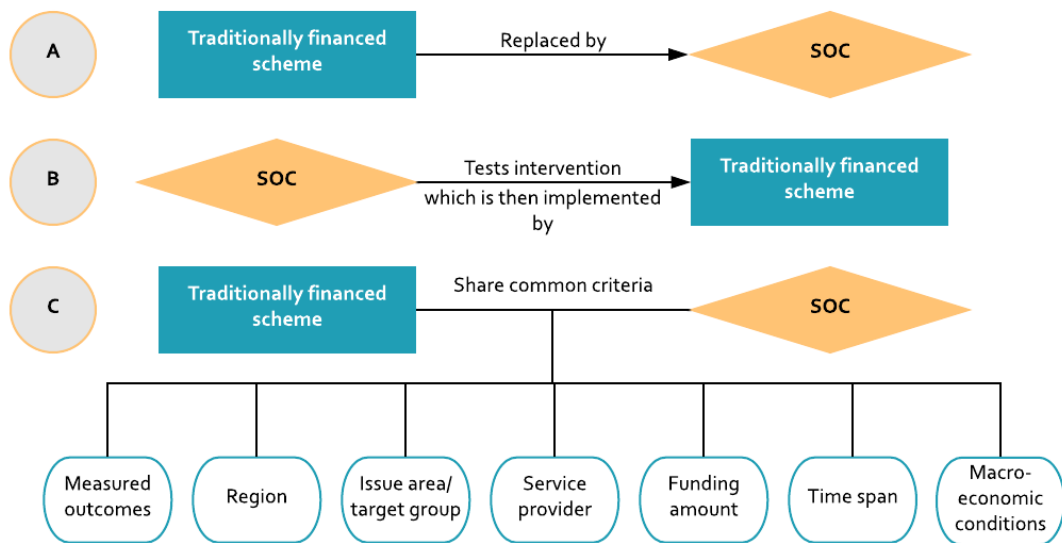 A
Traditionally financed
scheme
Replaced by
SOC
B
SOC
Tests intervention
which is then implemented
by
Traditionally financed
scheme
C
Traditionally financed
scheme
Share common criteria
SOC
Measured
outcomes
Region
Issue area/
target group
Service
provider
Funding
amount
Time span
Macro-
economic
conditions